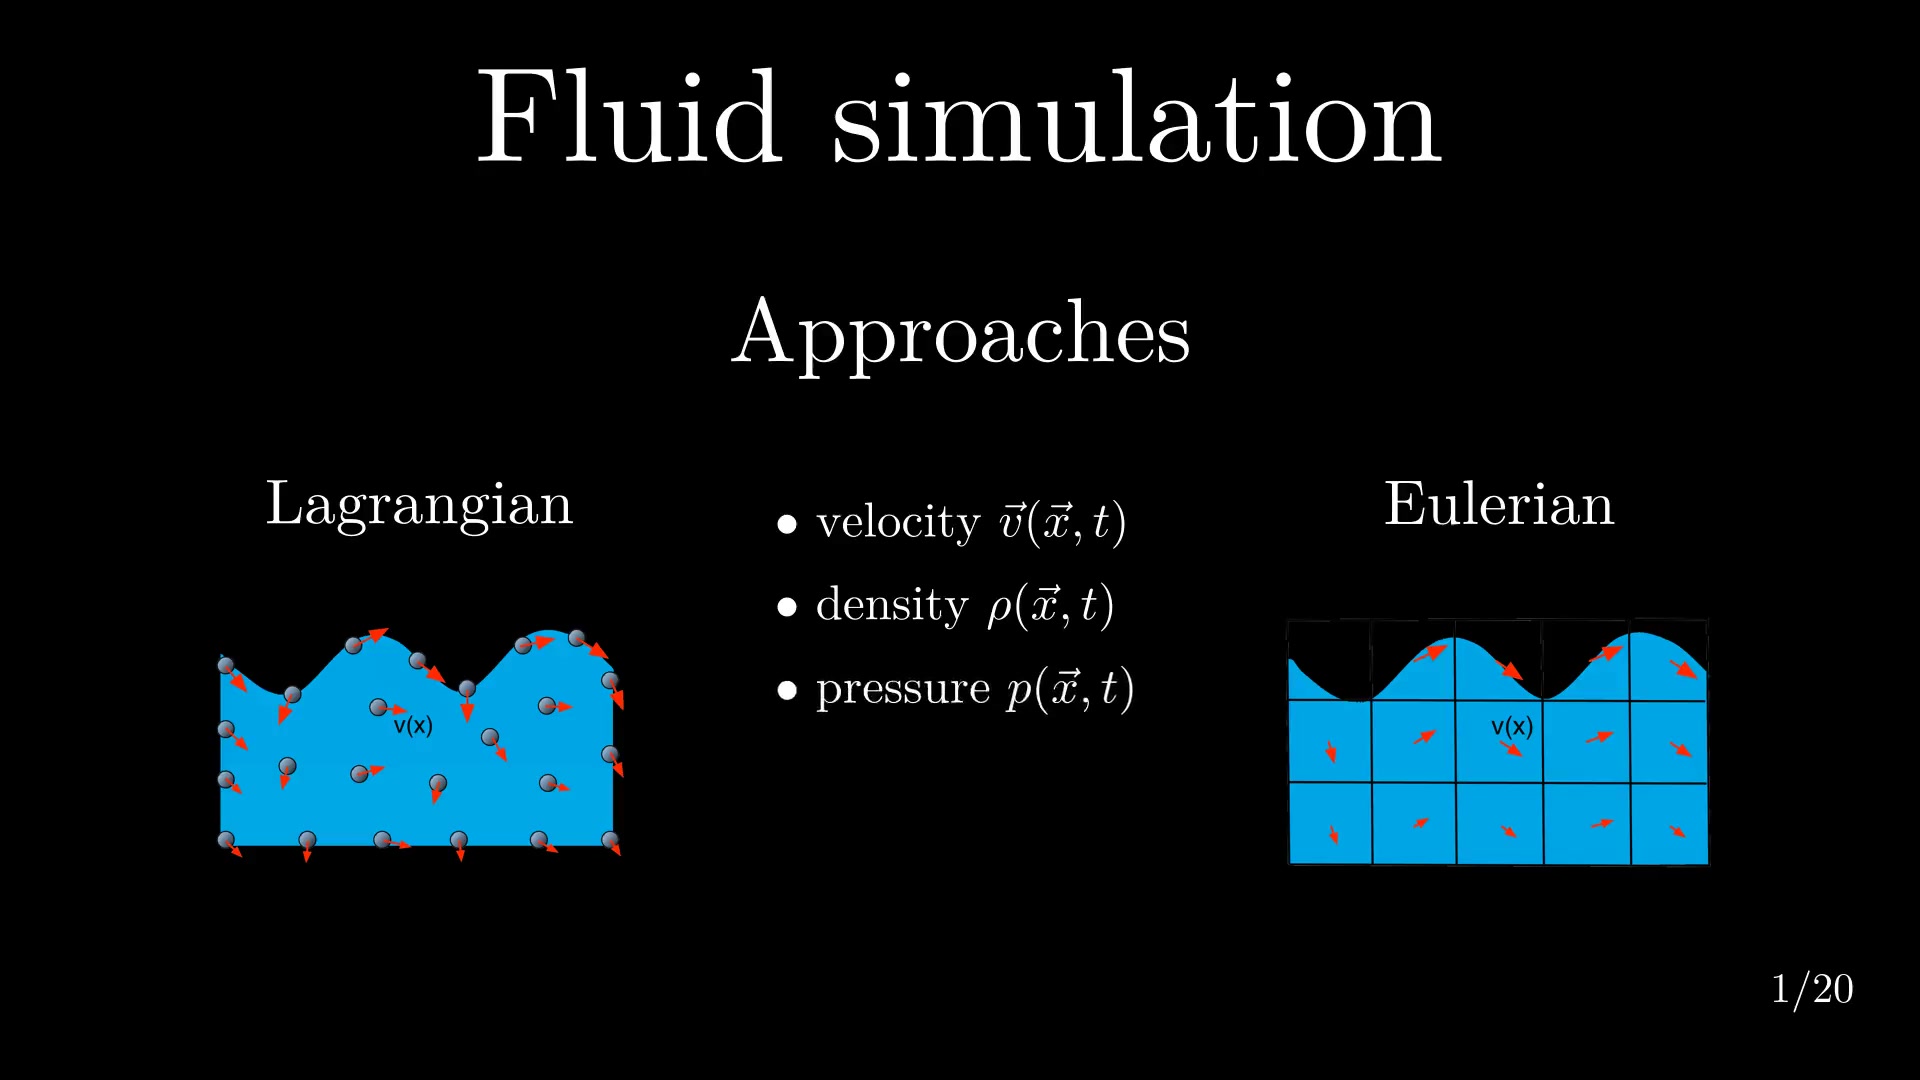 Fluid simulation
Approaches
Lagrangian
v(x)
• velocity $\vec{v}(\vec{x}, t)$
• density $\rho(\vec{x}, t)$
• pressure $p(\vec{x}, t)$
Eulerian
v(x)
1/20